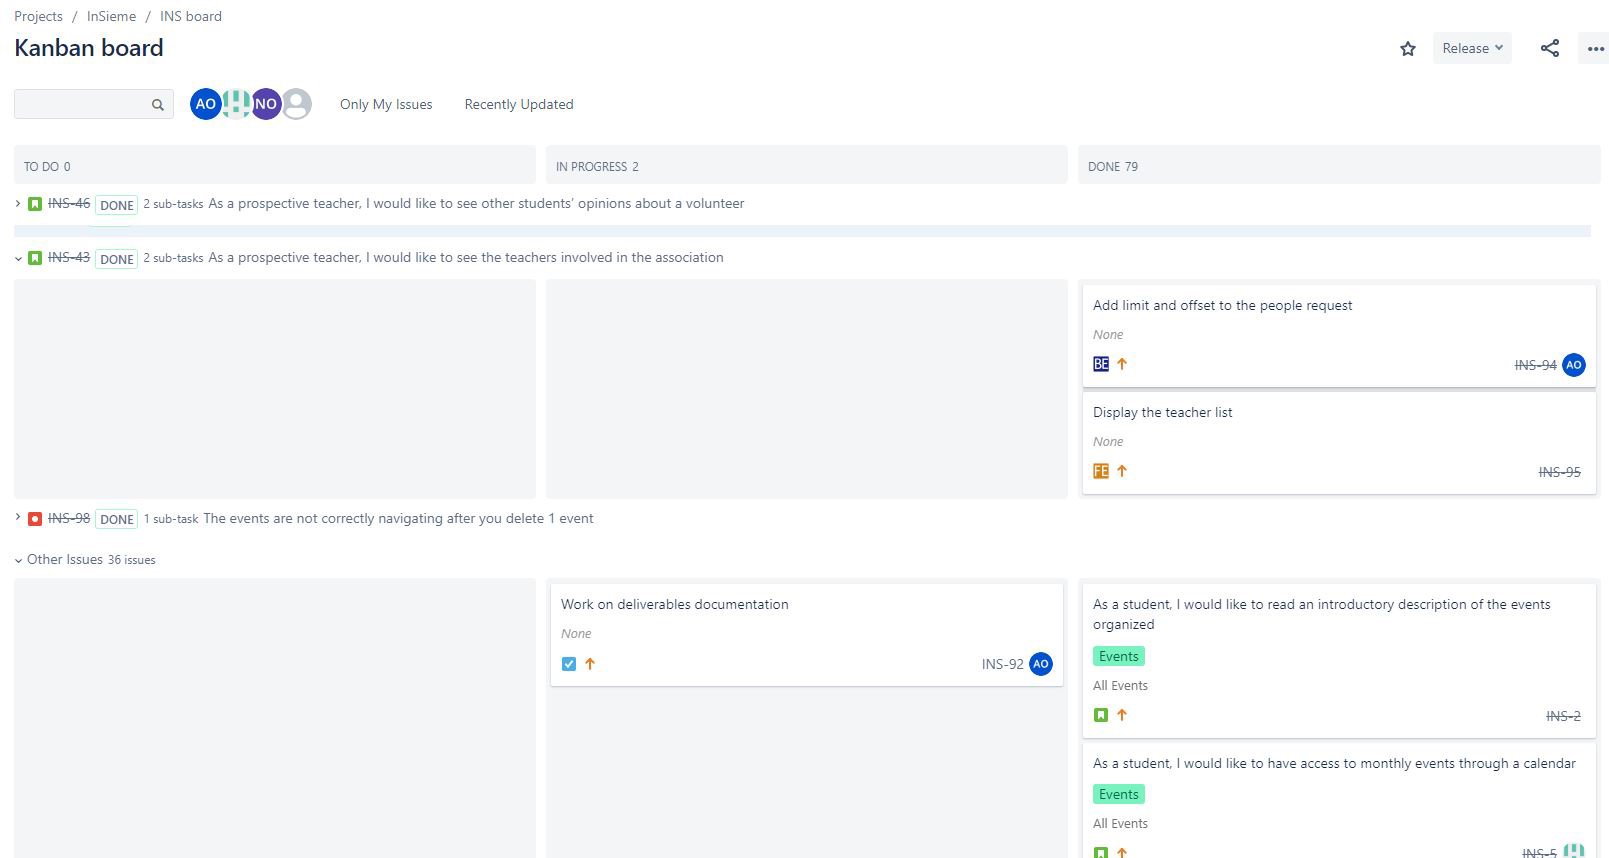 Projects / InSieme / INS board
Kanban board
Release
AO NO Only My Issues Recently Updated
TO DO 0 IN PROGRESS 2 DONE 79
INS-46 DONE 2 sub-tasks As a prospective teacher, I would like to see other students' opinions about a volunteer
INS-43 DONE 2 sub-tasks As a prospective teacher, I would like to see the teachers involved in the association
Add limit and offset to the people request
None
BE INS-94 AO
Display the teacher list
None
FE INS-95
INS-98 DONE 1 sub-task The events are not correctly navigating after you delete 1 event
Other Issues 36 issues
Work on deliverables documentation
None
INS-92 AO
As a student, I would like to read an introductory description of the events
organized
Events
All Events
INS-2
As a student, I would like to have access to monthly events through a calendar
Events
All Events
INS-5